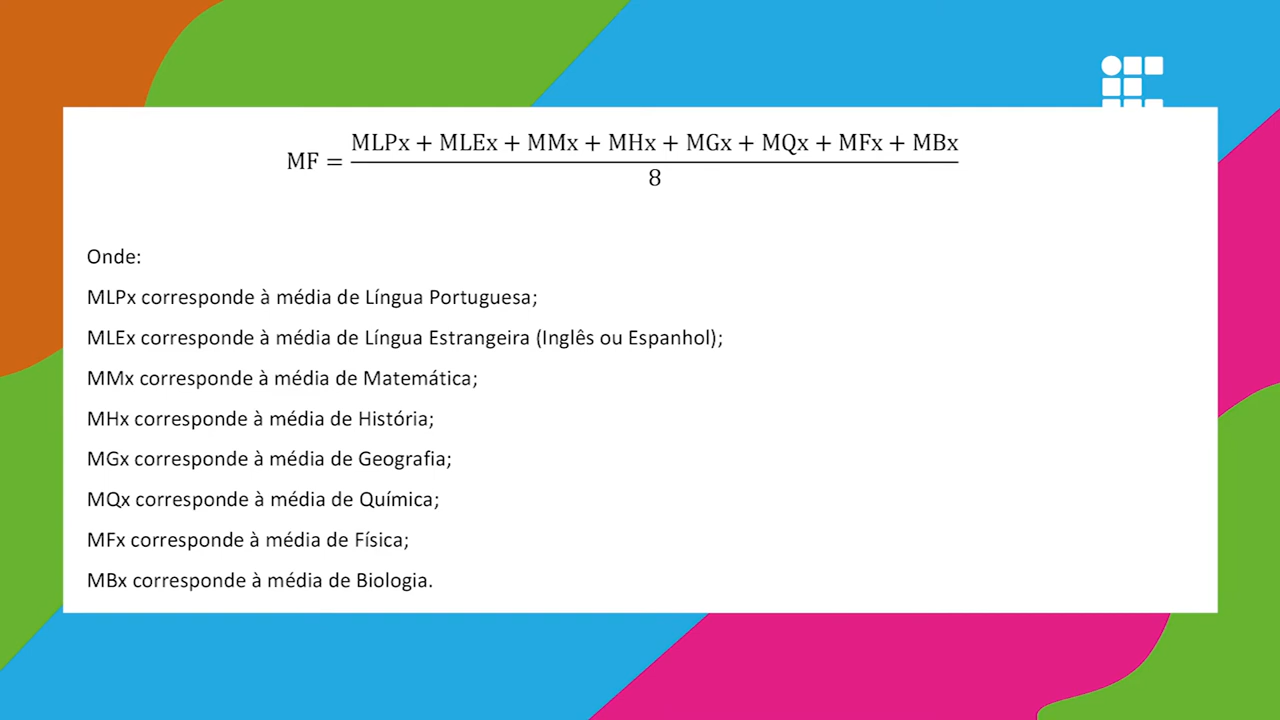 MF = MLPx + MLEx + MMx + MHx + MGx + MQx + MFx + MBx
8
Onde:
MLPx corresponde à média de Língua Portuguesa;
MLEx corresponde à média de Língua Estrangeira (Inglês ou Espanhol);
MMx corresponde à média de Matemática;
MHx corresponde à média de História;
MGx corresponde à média de Geografia;
MQx corresponde à média de Química;
MFx corresponde à média de Física;
MBx corresponde à média de Biologia.